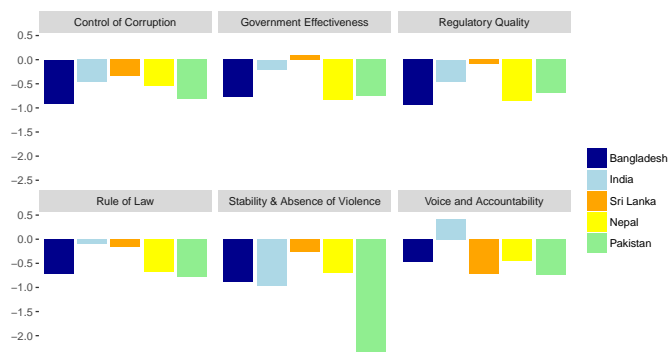 Control of Corruption Government Effectiveness Regulatory Quality
0.5
0.0
−0.5
−1.0
−1.5
−2.0
−2.5
Rule of Law Stability & Absence of Violence Voice and Accountability
0.5
0.0
−0.5
−1.0
−1.5
−2.0
Bangladesh
India
Sri Lanka
Nepal
Pakistan